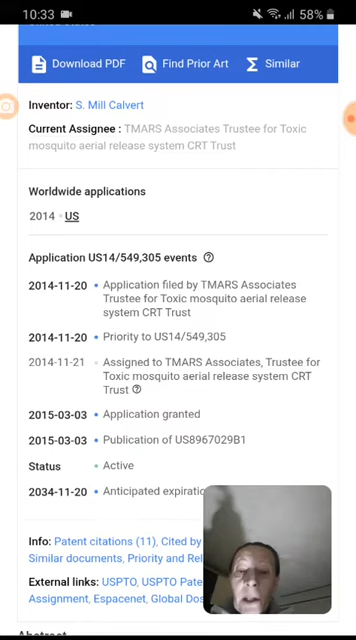 10:33 58%
United States
Download PDF Find Prior Art Similar
Inventor: S. Mill Calvert
Current Assignee : TMARS Associates Trustee for Toxic
mosquito aerial release system CRT Trust
Worldwide applications
2014 US
Application US14/549,305 events
2014-11-20 Application filed by TMARS Associates
Trustee for Toxic mosquito aerial release
system CRT Trust
2014-11-20 Priority to US14/549,305
2014-11-21 Assigned to TMARS Associates, Trustee for
Toxic mosquito aerial release system CRT
Trust
2015-03-03 Application granted
2015-03-03 Publication of US8967029B1
Status Active
2034-11-20 Anticipated
Info: Patent citations (11), Cited by
Similar documents, Priority and
External links: USPTO, USPTO
Assignment, Espacenet, Global
Abstract